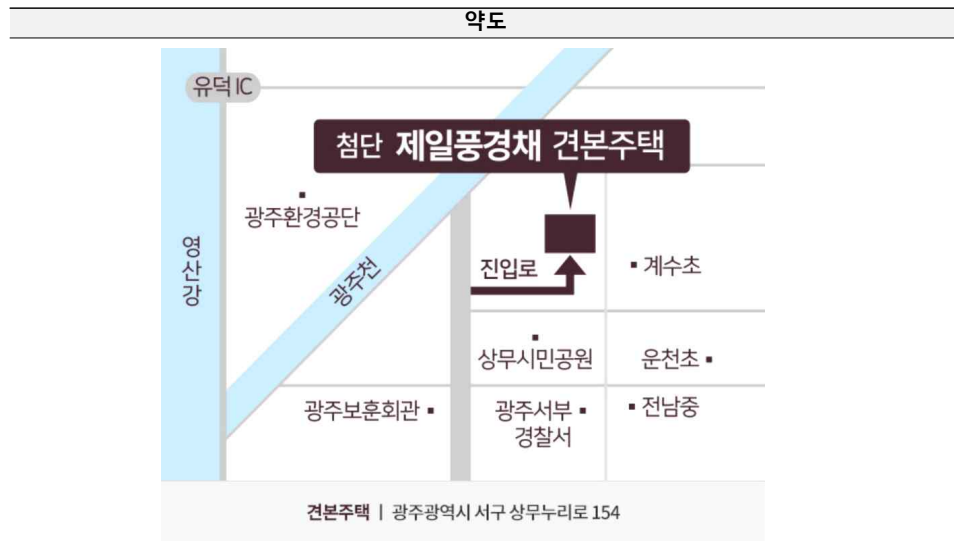 약도
유덕 IC
첨단 제일풍경채 견본주택
광주환경공단
영산강
광주천
진입로
계수초
상무시민공원
운천초
광주보훈회관
광주서부
경찰서
전남중
견본주택 | 광주광역시 서구 상무누리로 154